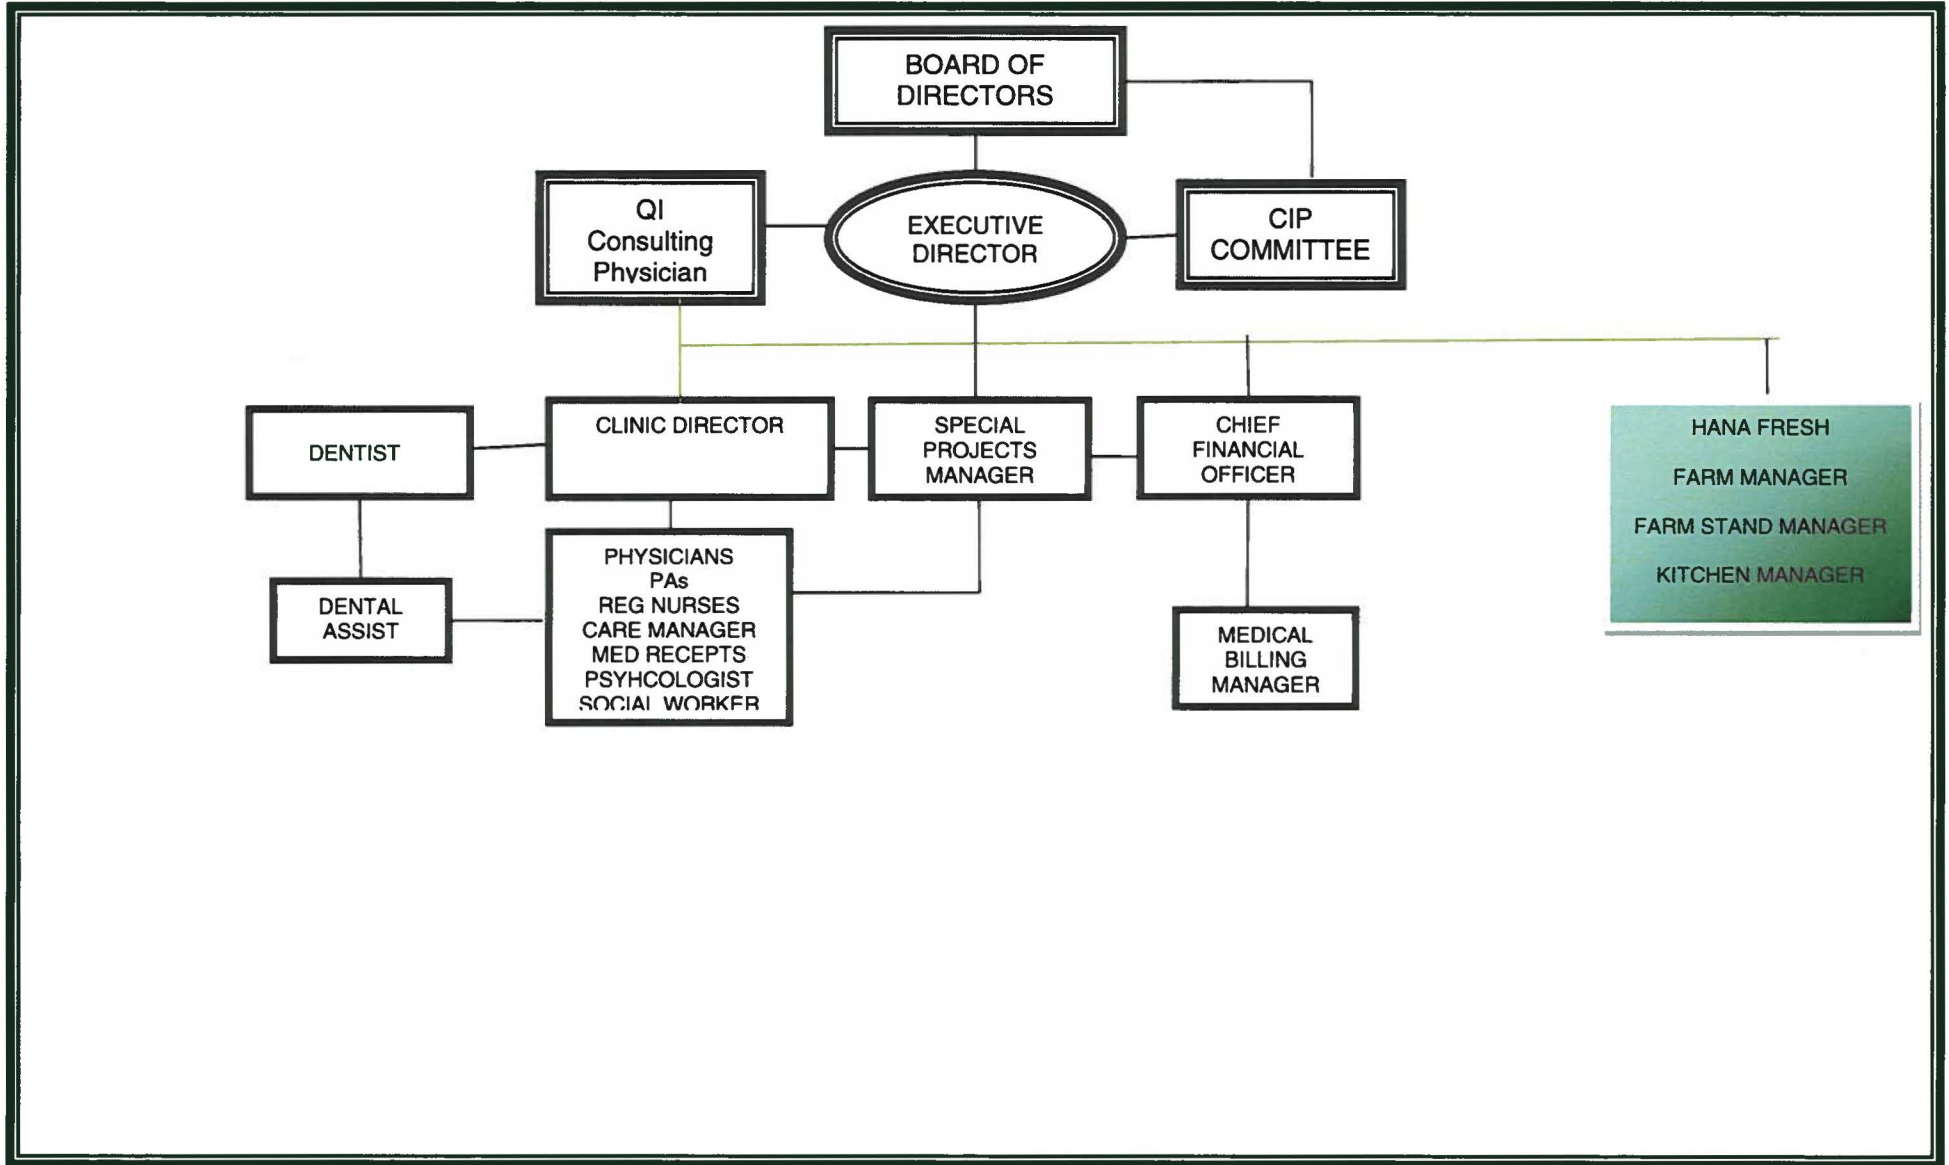 BOARD OF
DIRECTORS
QI
Consulting
Physician
EXECUTIVE
DIRECTOR
CIP
COMMITTEE
DENTIST
CLINIC DIRECTOR
SPECIAL
PROJECTS
MANAGER
CHIEF
FINANCIAL
OFFICER
HANA FRESH
FARM MANAGER
FARM STAND MANAGER
KITCHEN MANAGER
DENTAL
ASSIST
PHYSICIANS
PAs
REG NURSES
CARE MANAGER
MED RECEPTS
PSYHCOLOGIST
SOCIAL WORKER
MEDICAL
BILLING
MANAGER